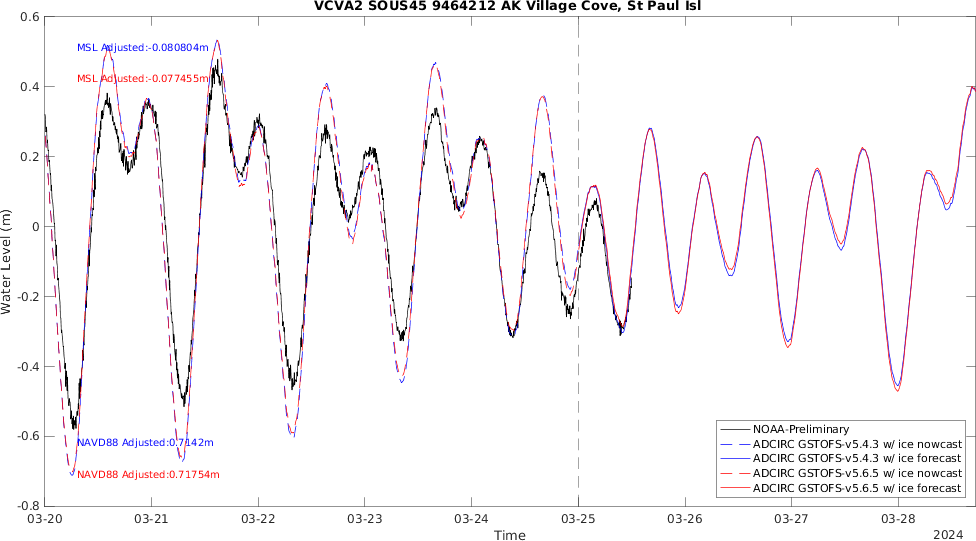 VCVA2 SOUS45 9464212 AK Village Cove, St Paul Isl
0.6
0.4
0.2
0
-0.2
-0.4
-0.6
-0.8
Water Level (m)
MSL Adjusted:-0.080804m
MSL Adjusted:-0.077455m
NAVD88 Adjusted:0.7142m
NAVD88 Adjusted:0.71754m
NOAA-Preliminary
ADCIRC GSTOFS-v5.4.3 w/ ice nowcast
ADCIRC GSTOFS-v5.4.3 w/ ice forecast
ADCIRC GSTOFS-v5.6.5 w/ ice nowcast
ADCIRC GSTOFS-v5.6.5 w/ ice forecast
03-20 03-21 03-22 03-23 03-24 03-25 03-26 03-27 03-28
Time
2024